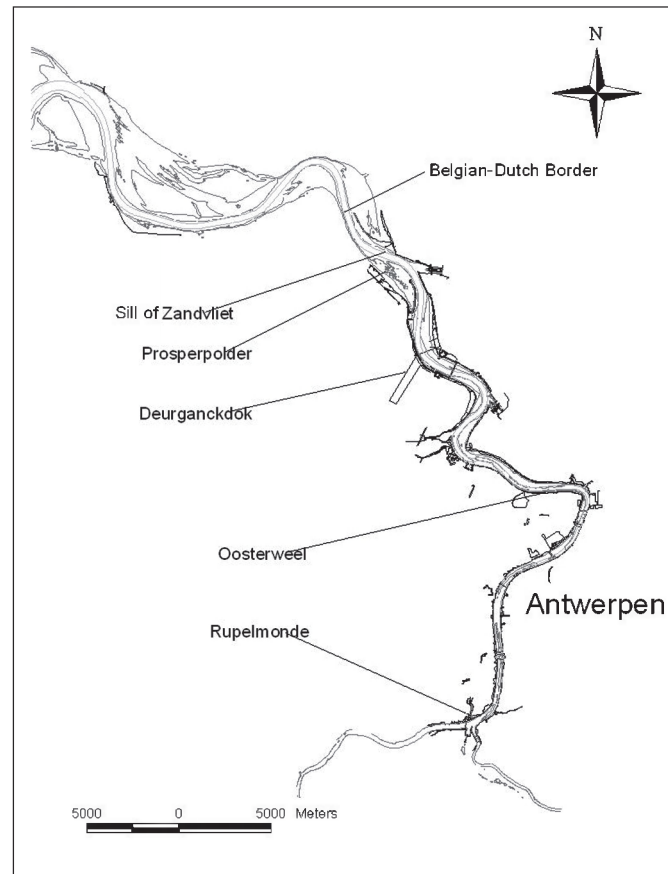 N
Belgian-Dutch Border
Sill of Zandvliet
Prosperpolder
Deurganckdok
Oosterweel
Antwerpen
Rupelmonde
5000 0 5000 Meters